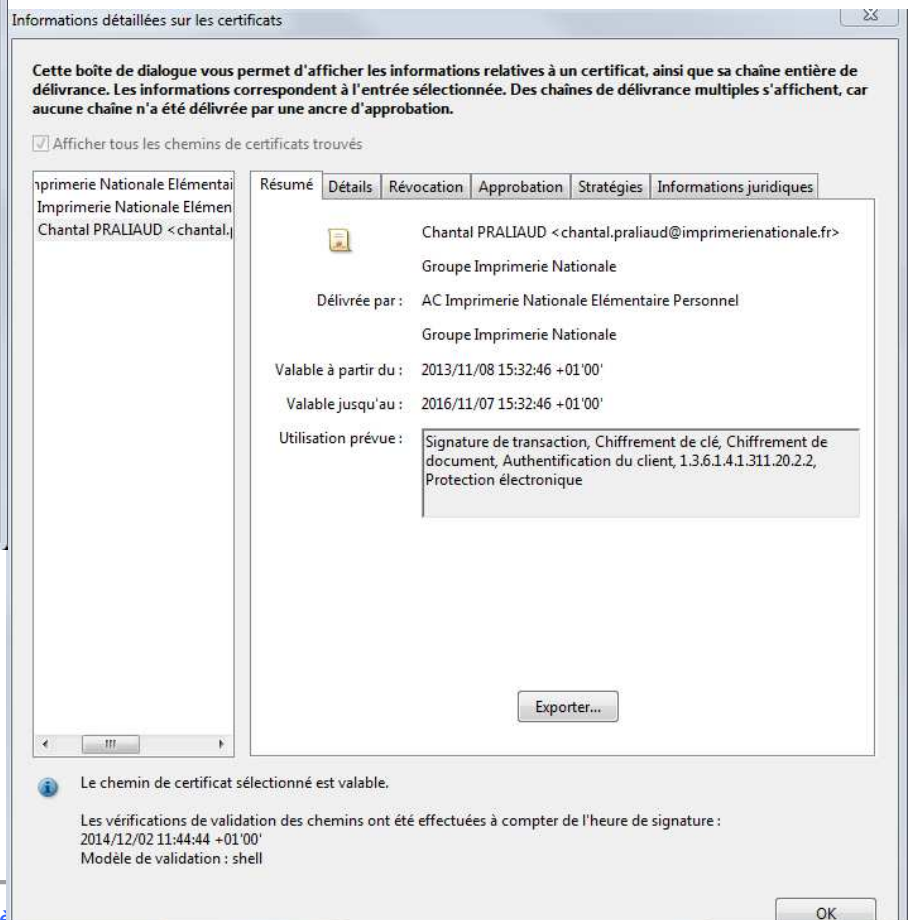 Informations détaillées sur les certificats
Cette boîte de dialogue vous permet d'afficher les informations relatives à un certificat, ainsi que sa chaîne entière de
délivrance. Les informations correspondent à l'entrée sélectionnée. Des chaînes de délivrance multiples s'affichent, car
aucune chaîne n'a été délivrée par une ancre d'approbation.
Afficher tous les chemins de certificats trouvés
nprimerie Nationale Elémentai
Imprimerie Nationale Elémen
Chantal PRALIAUD <chantal.p
Résumé Détails Révocation Approbation Stratégies Informations juridiques
Chantal PRALIAUD <chantal.praliaud@imprimerienationale.fr>
Groupe Imprimerie Nationale
Délivrée par : AC Imprimerie Nationale Elémentaire Personnel
Groupe Imprimerie Nationale
Valable à partir du : 2013/11/08 15:32:46 +01'00'
Valable jusqu'au : 2016/11/07 15:32:46 +01'00'
Utilisation prévue : Signature de transaction, Chiffrement de clé, Chiffrement de
document, Authentification du client, 1.3.6.1.4.1.311.20.2.2,
Protection électronique
Exporter...
Le chemin de certificat sélectionné est valable.
Les vérifications de validation des chemins ont été effectuées à compter de l'heure de signature :
2014/12/02 11:44:44 +01'00'
Modèle de validation : shell
OK